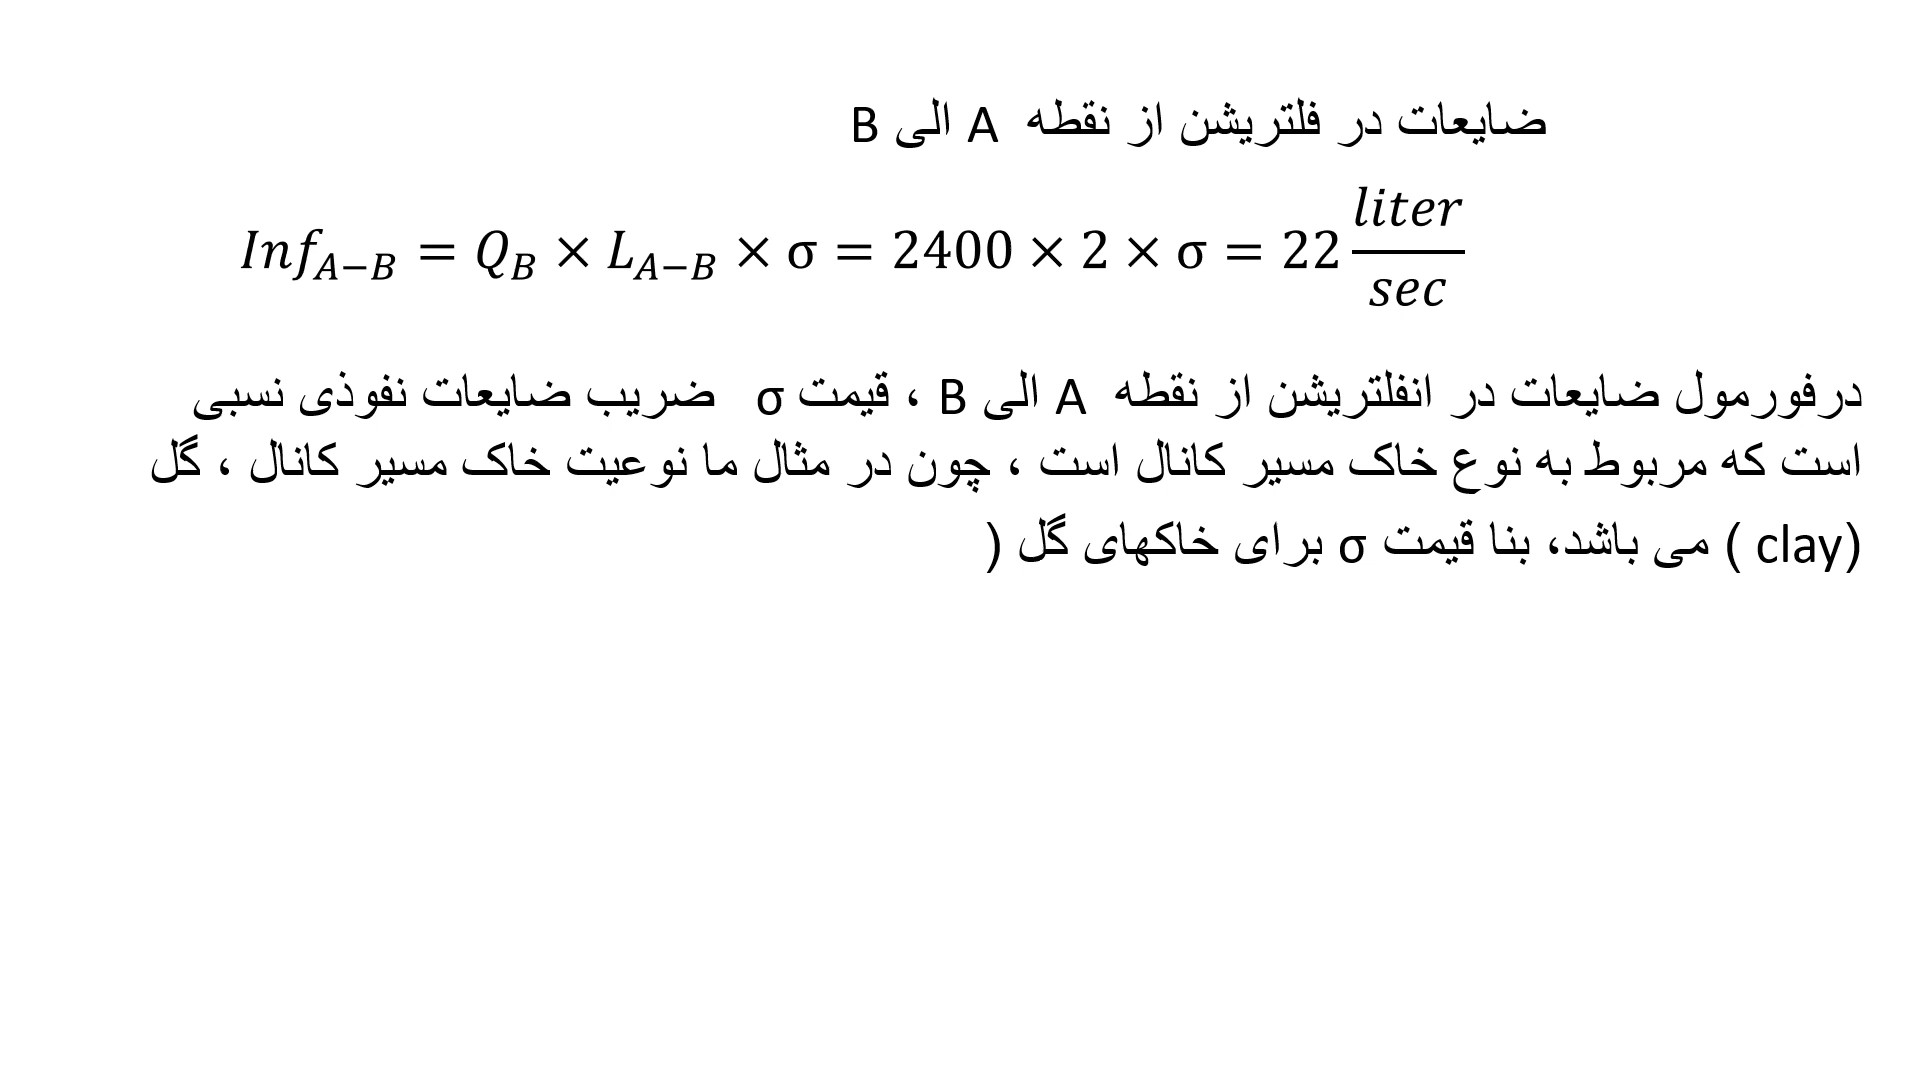 ضایعات در فلتریشن از نقطه A الی B
Inf_{A−B} = Q_B × L_{A−B} × σ = 2400 × 2 × σ = 22 liter/sec
درفورمول ضایعات در انفلتریشن از نقطه A الی B ، قیمت σ ضریب ضایعات نفوذی نسبی
است که مربوط به نوع خاک مسیر کانال است ، چون در مثال ما نوعیت خاک مسیر کانال ، گل
(clay ) می باشد، بنا قیمت σ برای خاکهای گل (